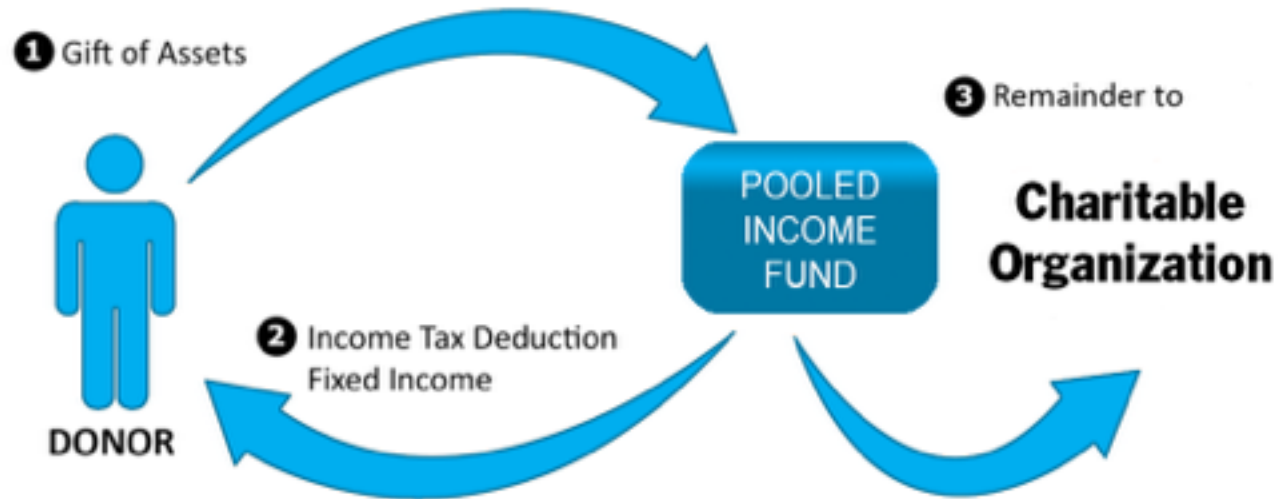 1 Gift of Assets
3 Remainder to
POOLED
INCOME
FUND
Charitable
Organization
2 Income Tax Deduction
Fixed Income
DONOR